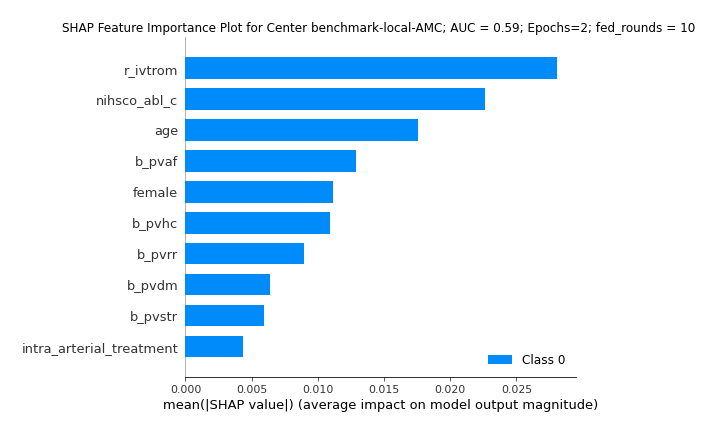 SHAP Feature Importance Plot for Center benchmark-local-AMC; AUC = 0.59; Epochs=2; fed_rounds = 10
r_ivtrom
nihsco_abl_c
age
b_pvaf
female
b_pvhc
b_pvrr
b_pvdm
b_pvstr
intra_arterial_treatment
Class 0
0.000 0.005 0.010 0.015 0.020 0.025
mean(|SHAP value|) (average impact on model output magnitude)